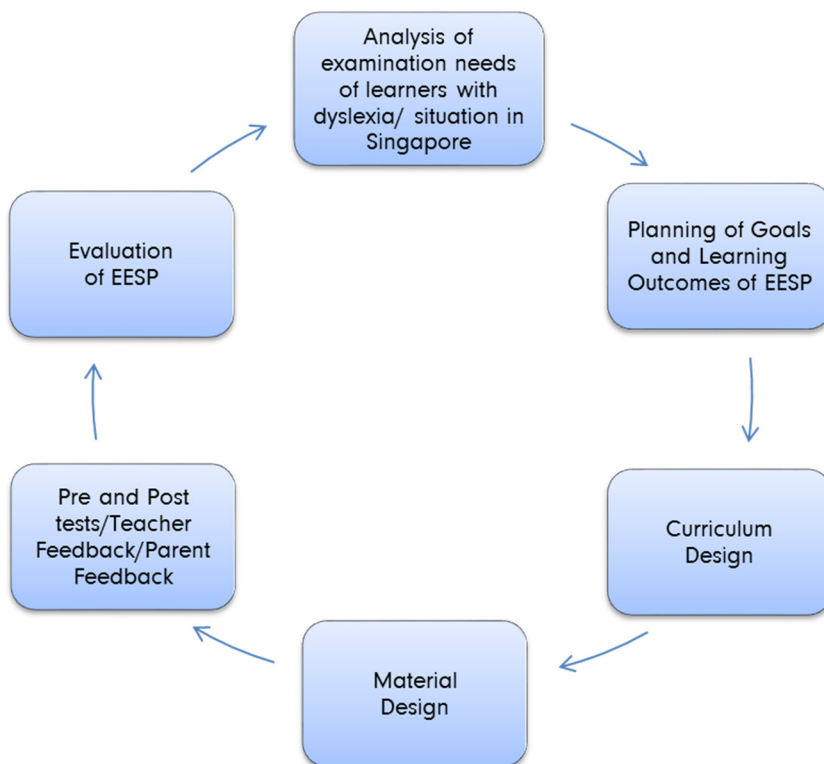 Analysis of
examination needs
of learners with
dyslexia/ situation in
Singapore
Planning of Goals
and Learning
Outcomes of EESP
Curriculum
Design
Material
Design
Pre and Post
tests/Teacher
Feedback/Parent
Feedback
Evaluation
of EESP